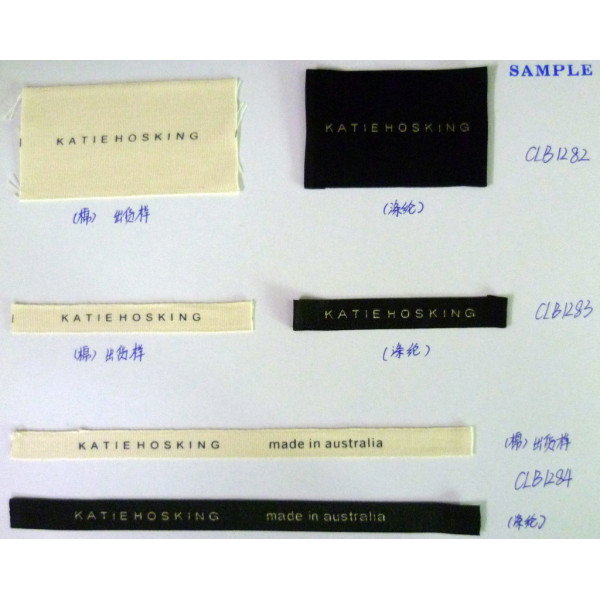 SAMPLE
KATIEHOSKING
KATIEHOSKING
CLB1282
(棉) 出货样
(涤纶)
KATIEHOSKING
KATIEHOSKING
CLB1283
(棉) 出货样
(涤纶)
KATIEHOSKING made in australia
(棉) 出货样
CLB1284
KATIEHOSKING made in australia
(涤纶)